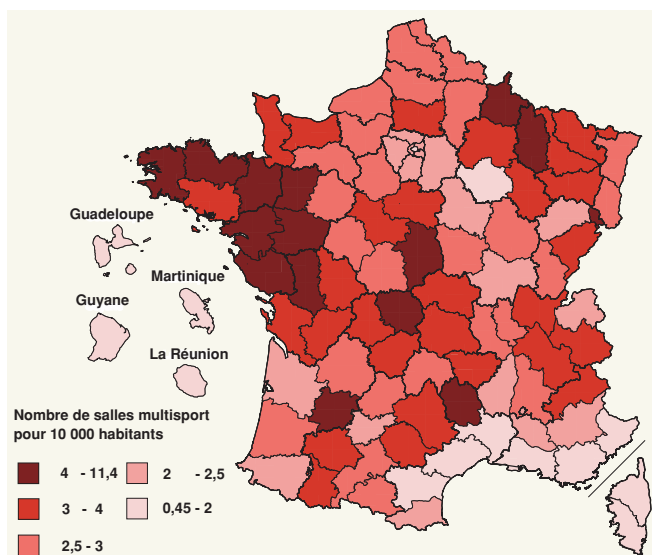 Guadeloupe
Martinique
Guyane
La Réunion
Nombre de salles multisport
pour 10 000 habitants
4 - 11,4
2 - 2,5
3 - 4
0,45 - 2
2,5 - 3